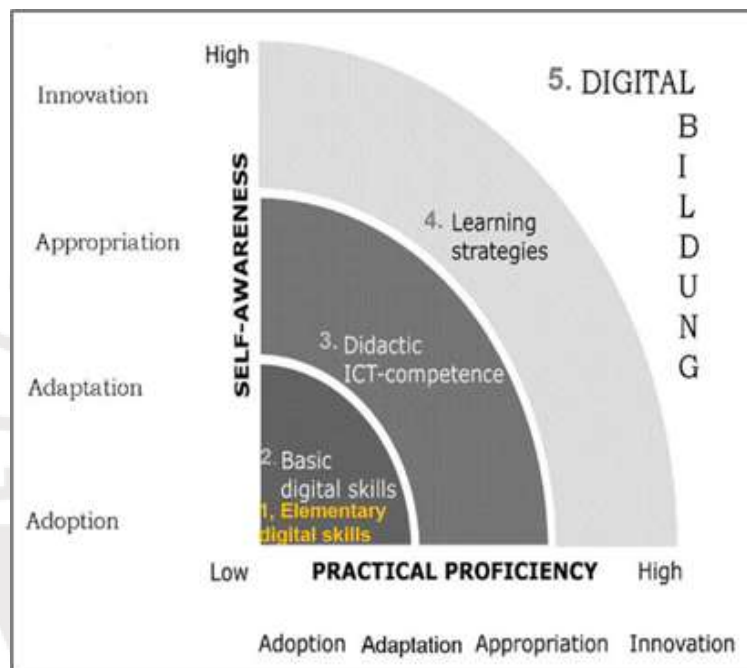 High
5. DIGITAL
B
I
L
D
U
N
G
Innovation
Appropriation
Adaptation
Adoption
SELF-AWARENESS
4. Learning
strategies
3. Didactic
ICT-competence
2. Basic
digital skills
1, Elementary
digital skills
Low
PRACTICAL PROFICIENCY
High
Adoption
Adaptation
Appropriation
Innovation